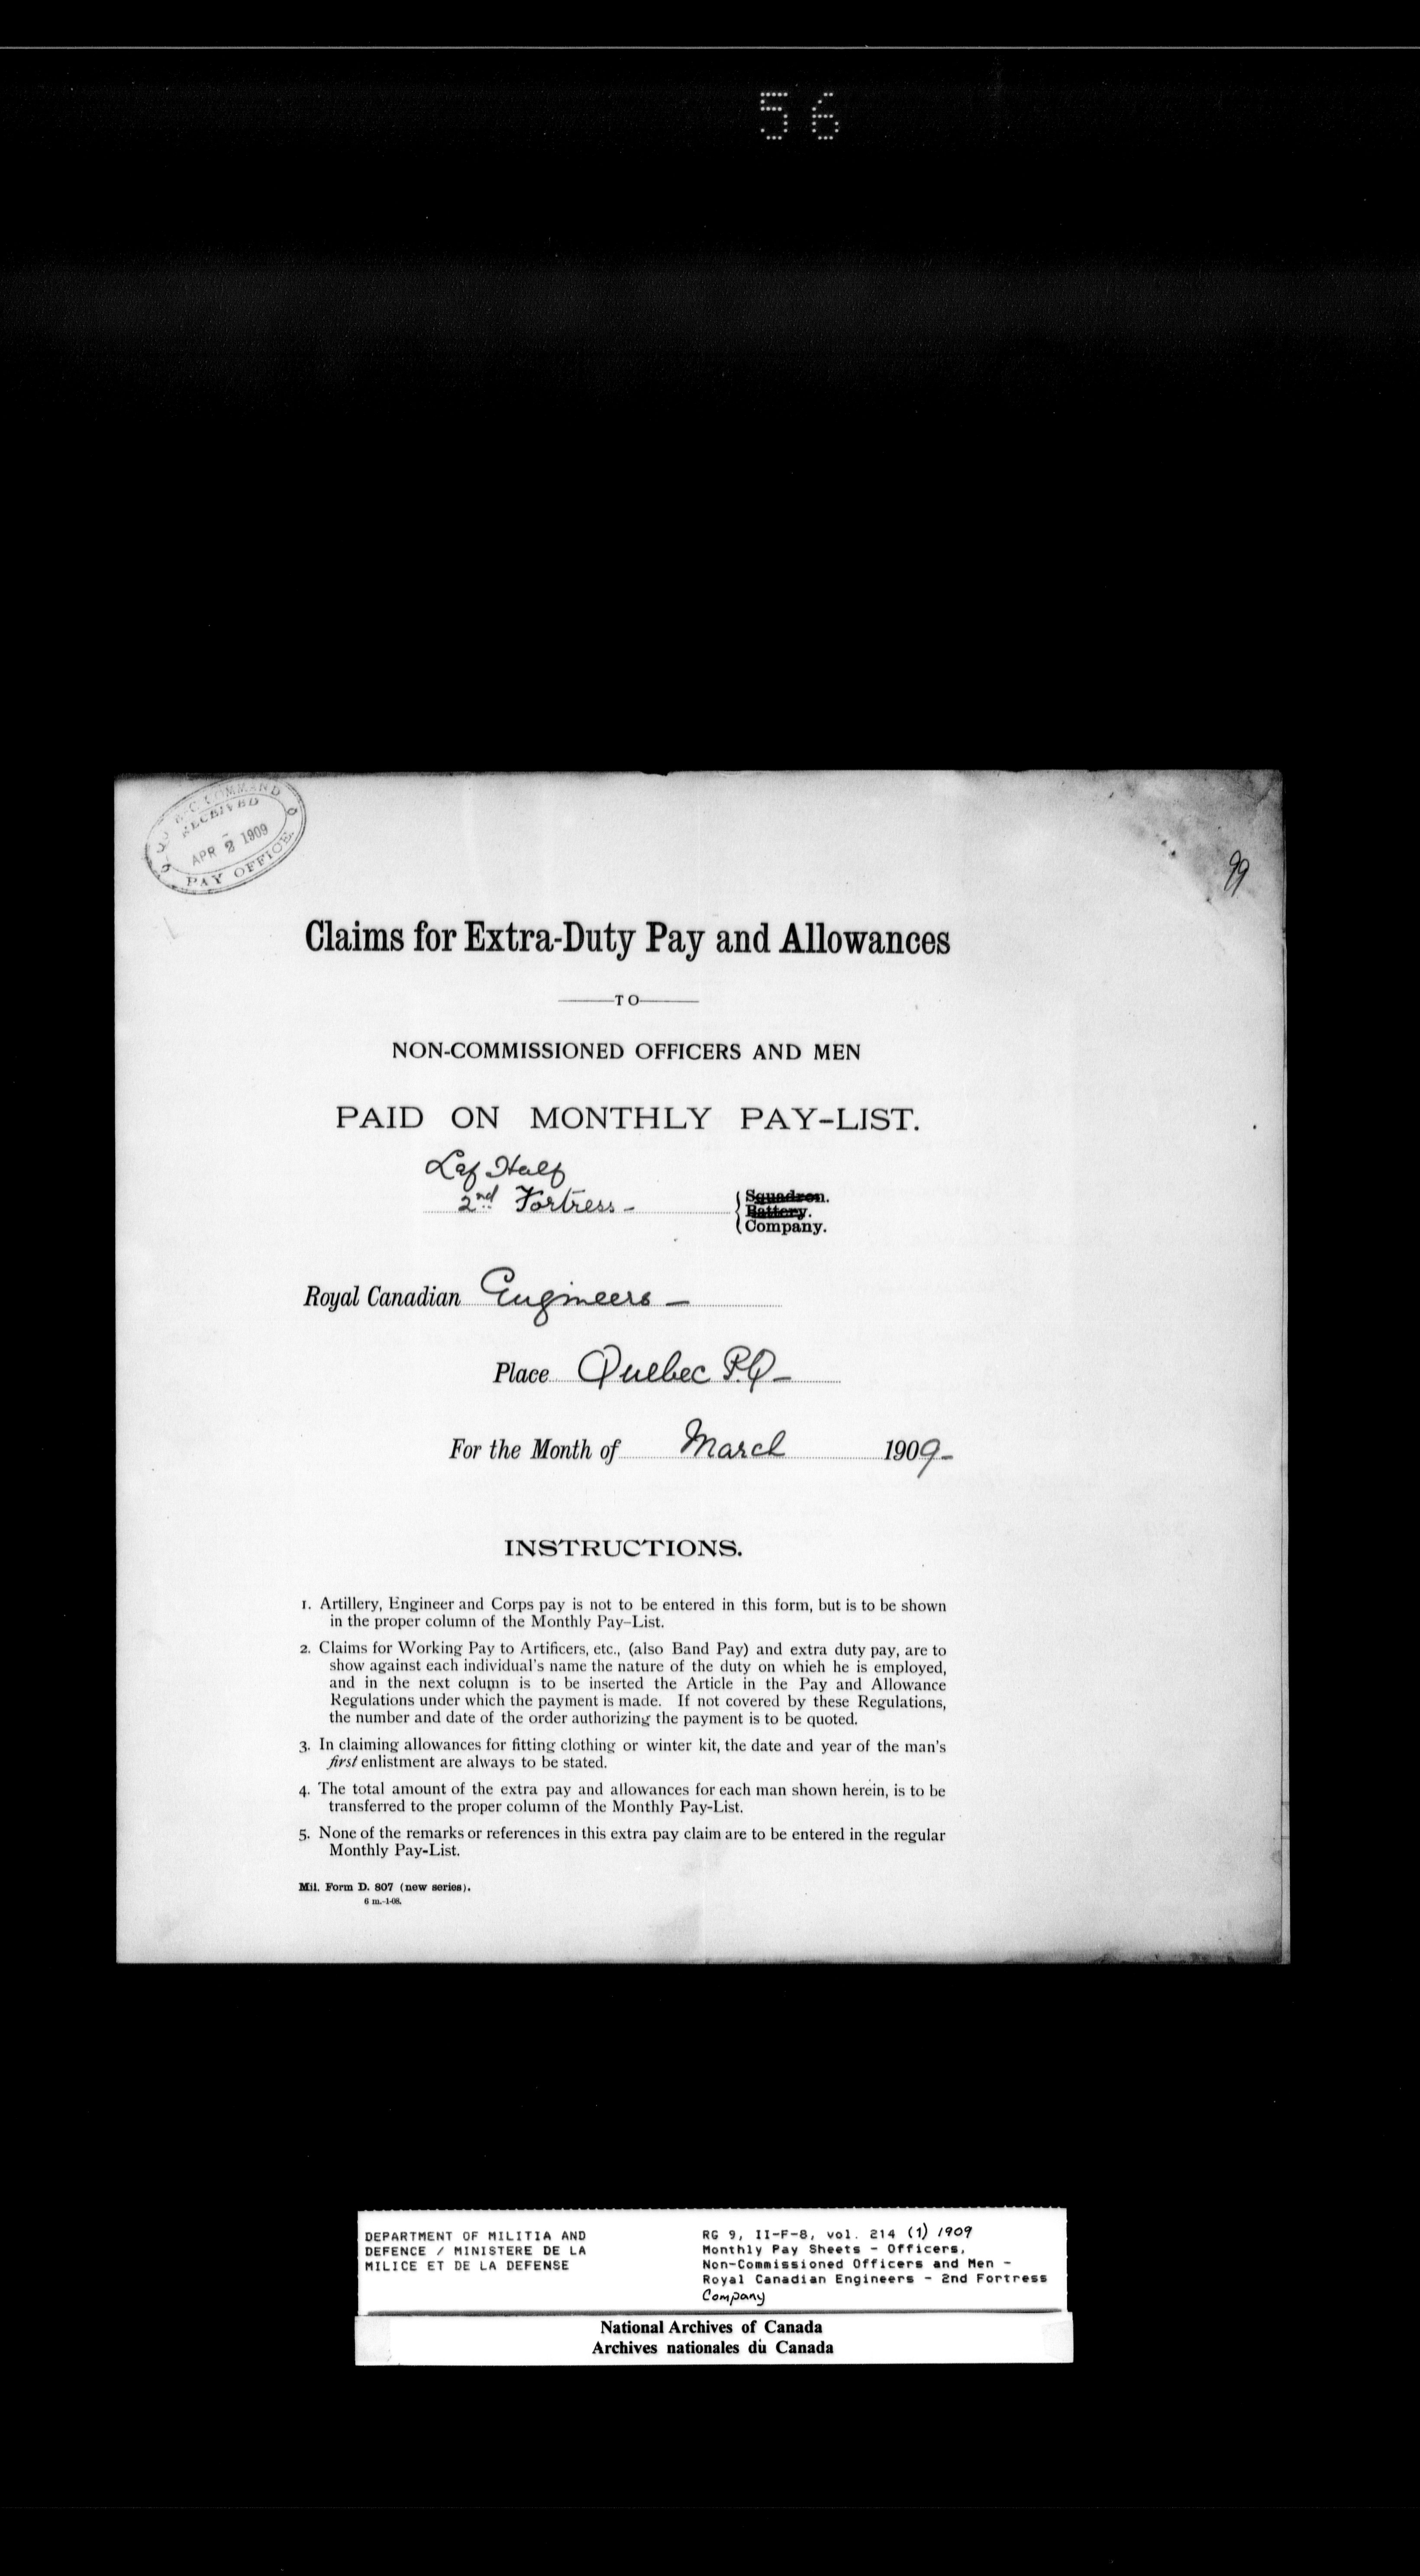 56
COMMAND
RECEIVED
APR 2 1909
PAY OFFICE
99
Claims for Extra-Duty Pay and Allowances
TO
NON-COMMISSIONED OFFICERS AND MEN
PAID ON MONTHLY PAY-LIST.
Half
2nd Fortress - Squadron.
Battery.
Company.
Royal Canadian Engineers -
Place Quebec P.Q -
For the Month of March 1909-
INSTRUCTIONS.
1. Artillery, Engineer and Corps pay is not to be entered in this form, but is to be shown
in the proper column of the Monthly Pay-List.
2. Claims for Working Pay to Artificers, etc., (also Band Pay) and extra duty pay, are to
show against each individual's name the nature of the duty on which he is employed,
and in the next column is to be inserted the Article in the Pay and Allowance
Regulations under which the payment is made. If not covered by these Regulations,
the number and date of the order authorizing the payment is to be quoted.
3. In claiming allowances for fitting clothing or winter kit, the date and year of the man's
first enlistment are always to be stated.
4. The total amount of the extra pay and allowances for each man shown herein, is to be
transferred to the proper column of the Monthly Pay-List.
5. None of the remarks or references in this extra pay claim are to be entered in the regular
Monthly Pay-List.
Mil. Form D. 807 (new series).
6 m.-1-08.
DEPARTMENT OF MILITIA AND
DEFENCE / MINISTERE DE LA
MILICE ET DE LA DEFENSE
RG 9, II-F-8, vol. 214 (1) 1909
Monthly Pay Sheets - Officers,
Non-Commissioned Officers and Men -
Royal Canadian Engineers - 2nd Fortress
Company
National Archives of Canada
Archives nationales du Canada